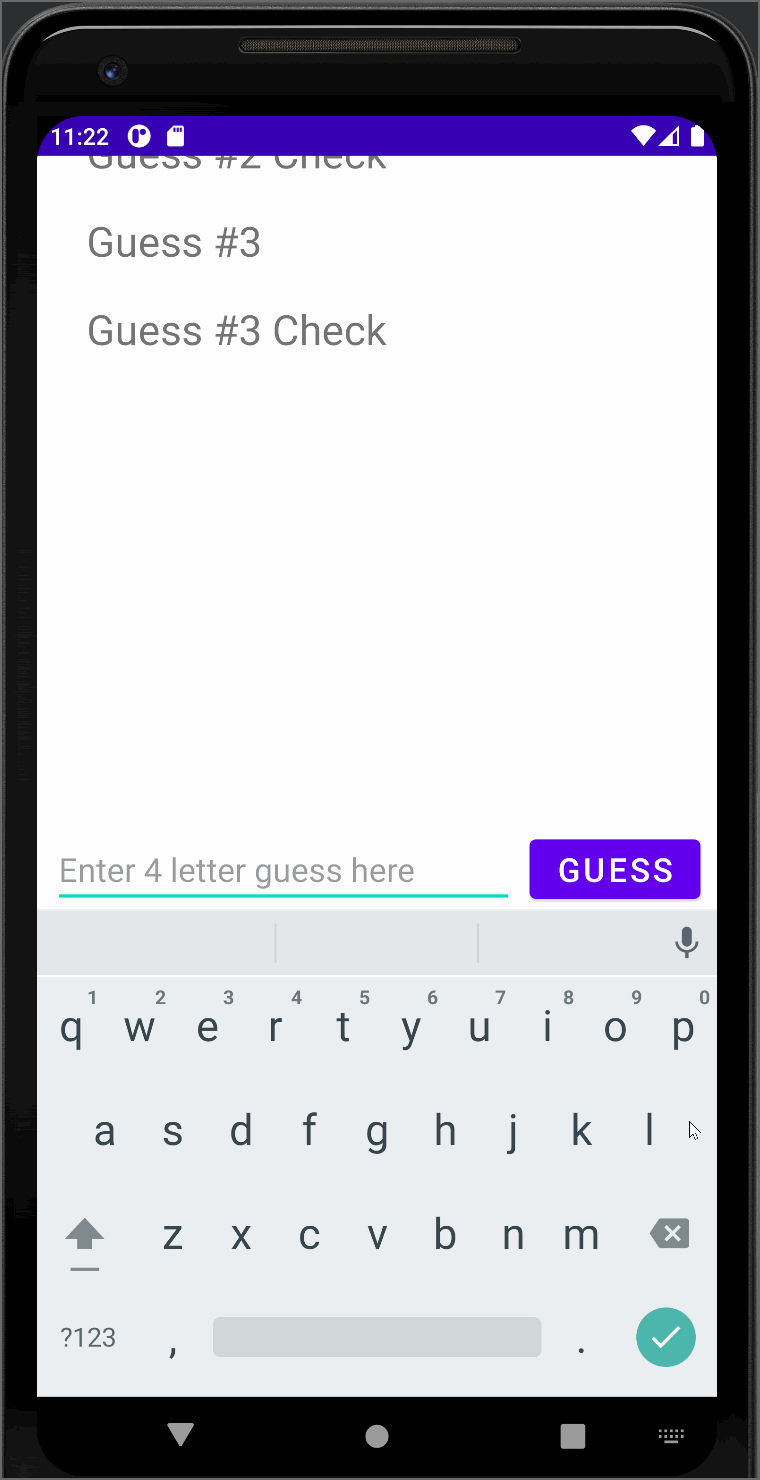 11:22
Guess #2 Check
Guess #3
Guess #3 Check
Enter 4 letter guess here
GUESS
1 2 3 4 5 6 7 8 9 0
q w e r t y u i o p
a s d f g h j k l
z x c v b n m
?123 , .